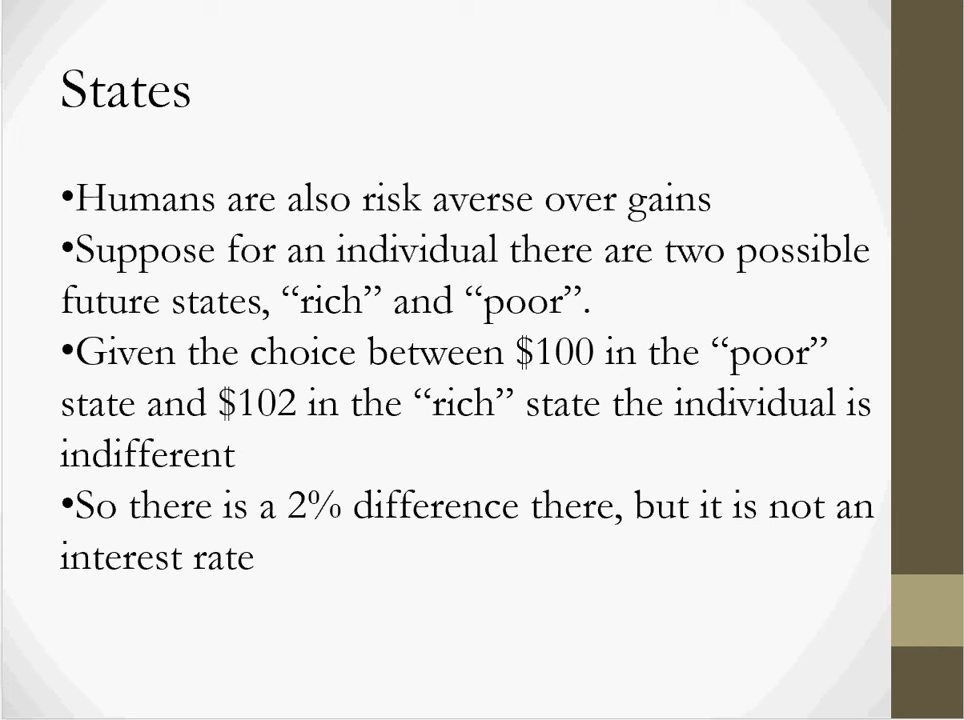 States
•Humans are also risk averse over gains
•Suppose for an individual there are two possible
future states, “rich” and “poor”.
•Given the choice between $100 in the “poor”
state and $102 in the “rich” state the individual is
indifferent
•So there is a 2% difference there, but it is not an
interest rate